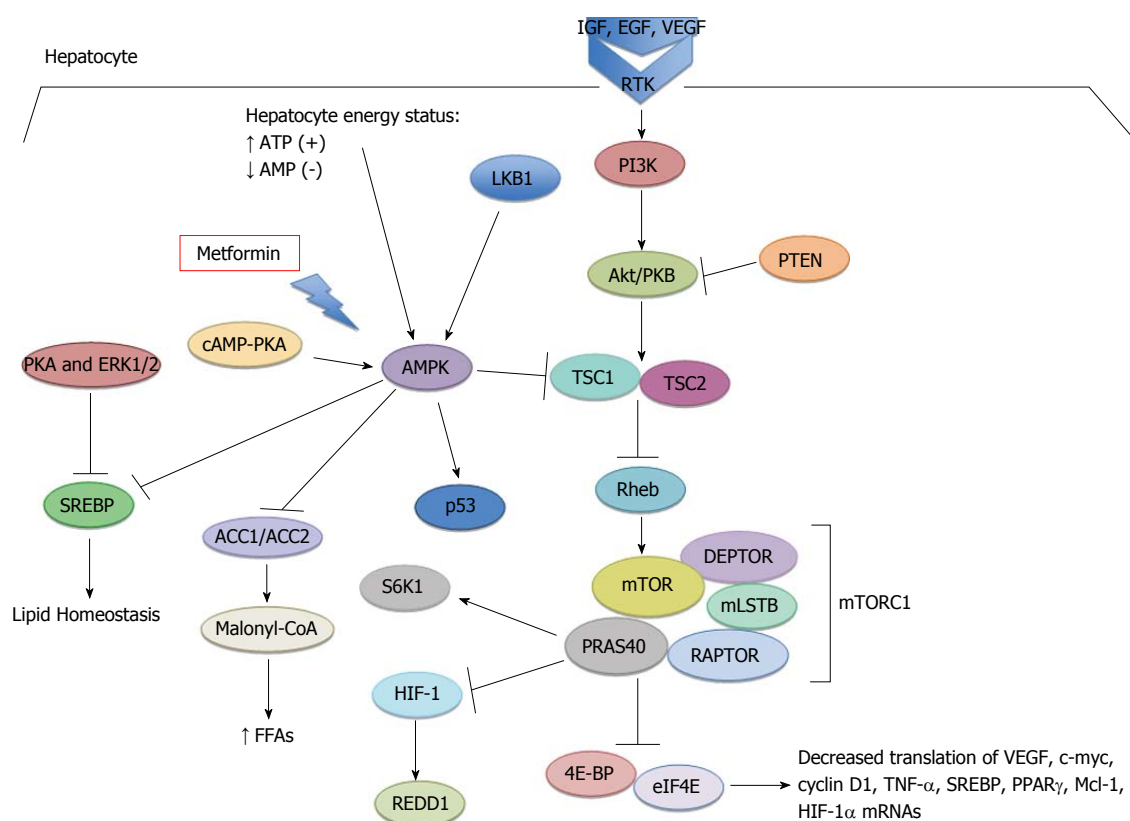 IGF, EGF, VEGF
Hepatocyte
RTK
Hepatocyte energy status:
↑ ATP (+)
↓ AMP (-)
PI3K
LKB1
Metformin
Akt/PKB
PTEN
cAMP-PKA
PKA and ERK1/2
AMPK
TSC1
TSC2
SREBP
p53
Rheb
ACC1/ACC2
DEPTOR
S6K1
mTOR
mLSTB
mTORC1
Lipid Homeostasis
Malonyl-CoA
PRAS40
RAPTOR
HIF-1
↑ FFAs
4E-BP
eIF4E
REDD1
Decreased translation of VEGF, c-myc,
cyclin D1, TNF-α, SREBP, PPARγ, Mcl-1,
HIF-1α mRNAs